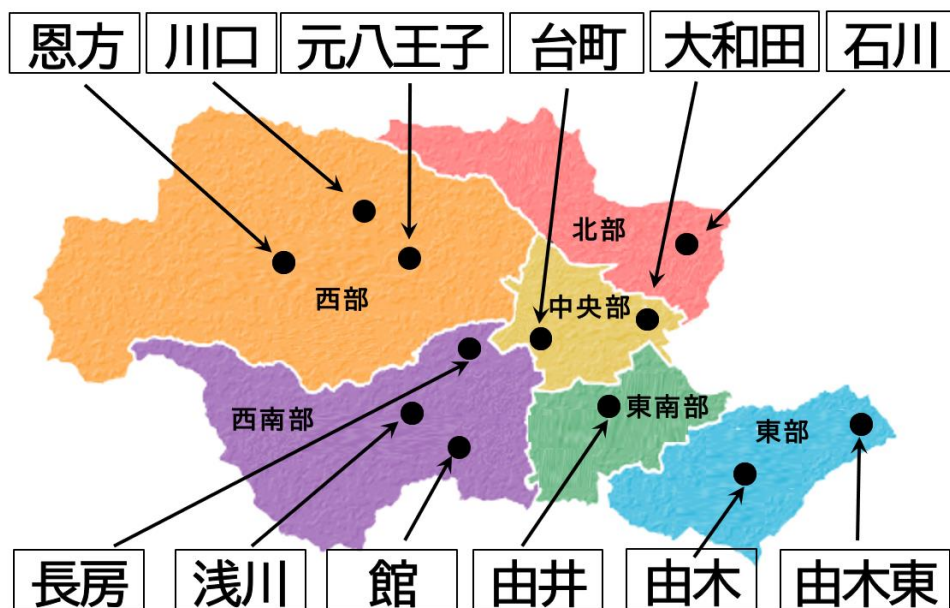 恩方
川口
元八王子
台町
大和田
石川
北部
西部
中央部
西南部
東南部
東部
長房
浅川
館
由井
由木
由木東